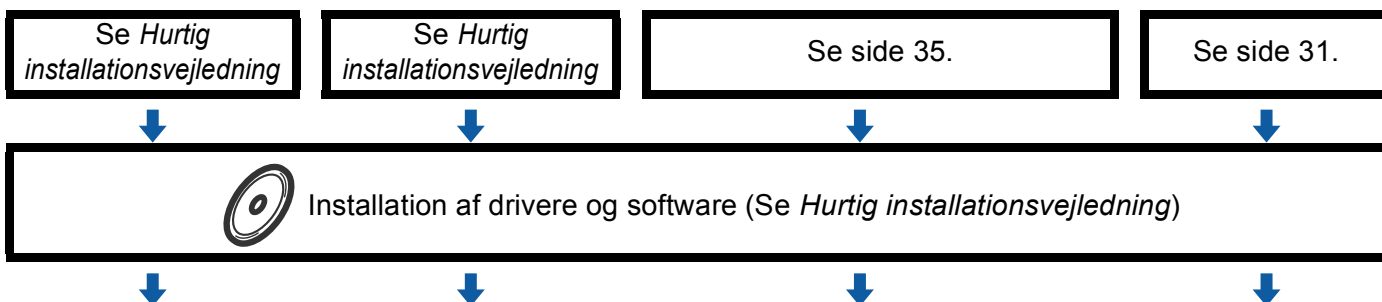 Se Hurtig
installationsvejledning
Se Hurtig
installationsvejledning
Se side 35.
Se side 31.
Installation af drivere og software (Se Hurtig installationsvejledning)